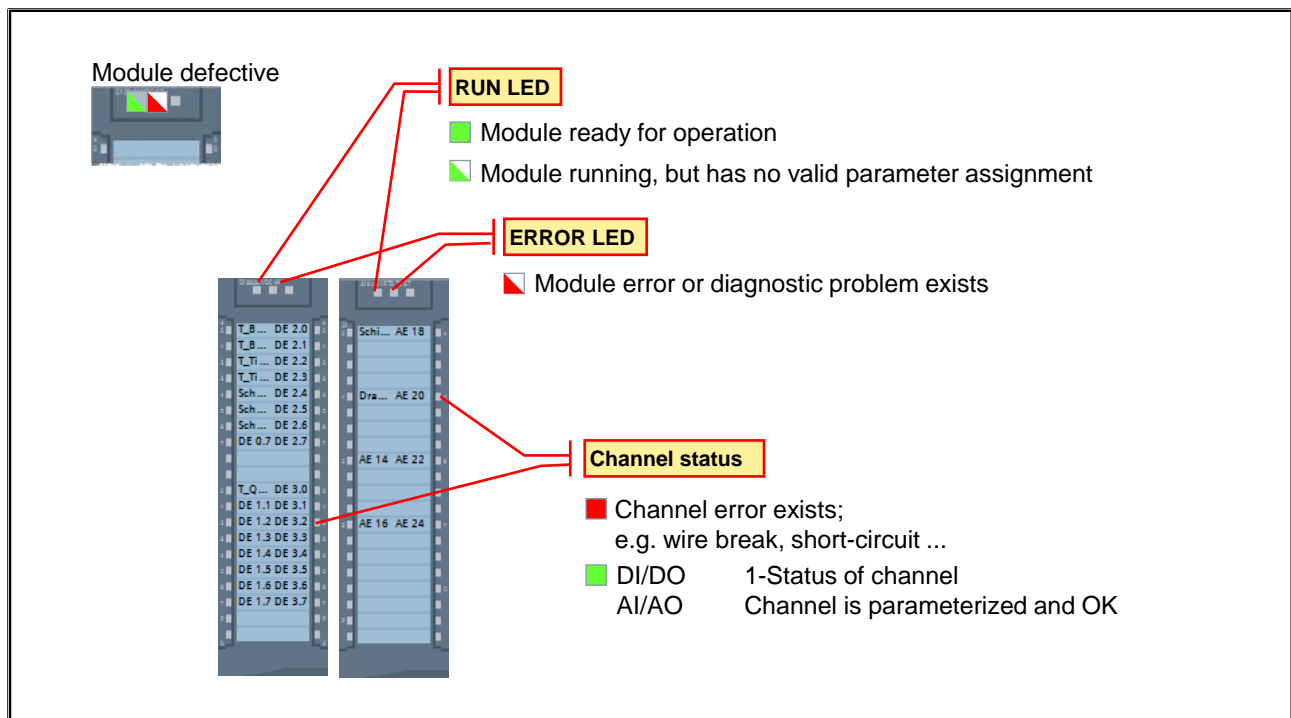 Module defective
RUN LED
Module ready for operation
Module running, but has no valid parameter assignment
ERROR LED
Module error or diagnostic problem exists
T_B... DE 2.0
T_B... DE 2.1
T_Ti... DE 2.2
T_Ti... DE 2.3
Sch... DE 2.4
Sch... DE 2.5
Sch... DE 2.6
DE 0.7 DE 2.7
T_Q... DE 3.0
DE 1.1 DE 3.1
DE 1.2 DE 3.2
DE 1.3 DE 3.3
DE 1.4 DE 3.4
DE 1.5 DE 3.5
DE 1.6 DE 3.6
DE 1.7 DE 3.7
Schi... AE 18
Dra... AE 20
AE 14 AE 22
AE 16 AE 24
Channel status
Channel error exists;
e.g. wire break, short-circuit ...
DI/DO 1-Status of channel
AI/AO Channel is parameterized and OK